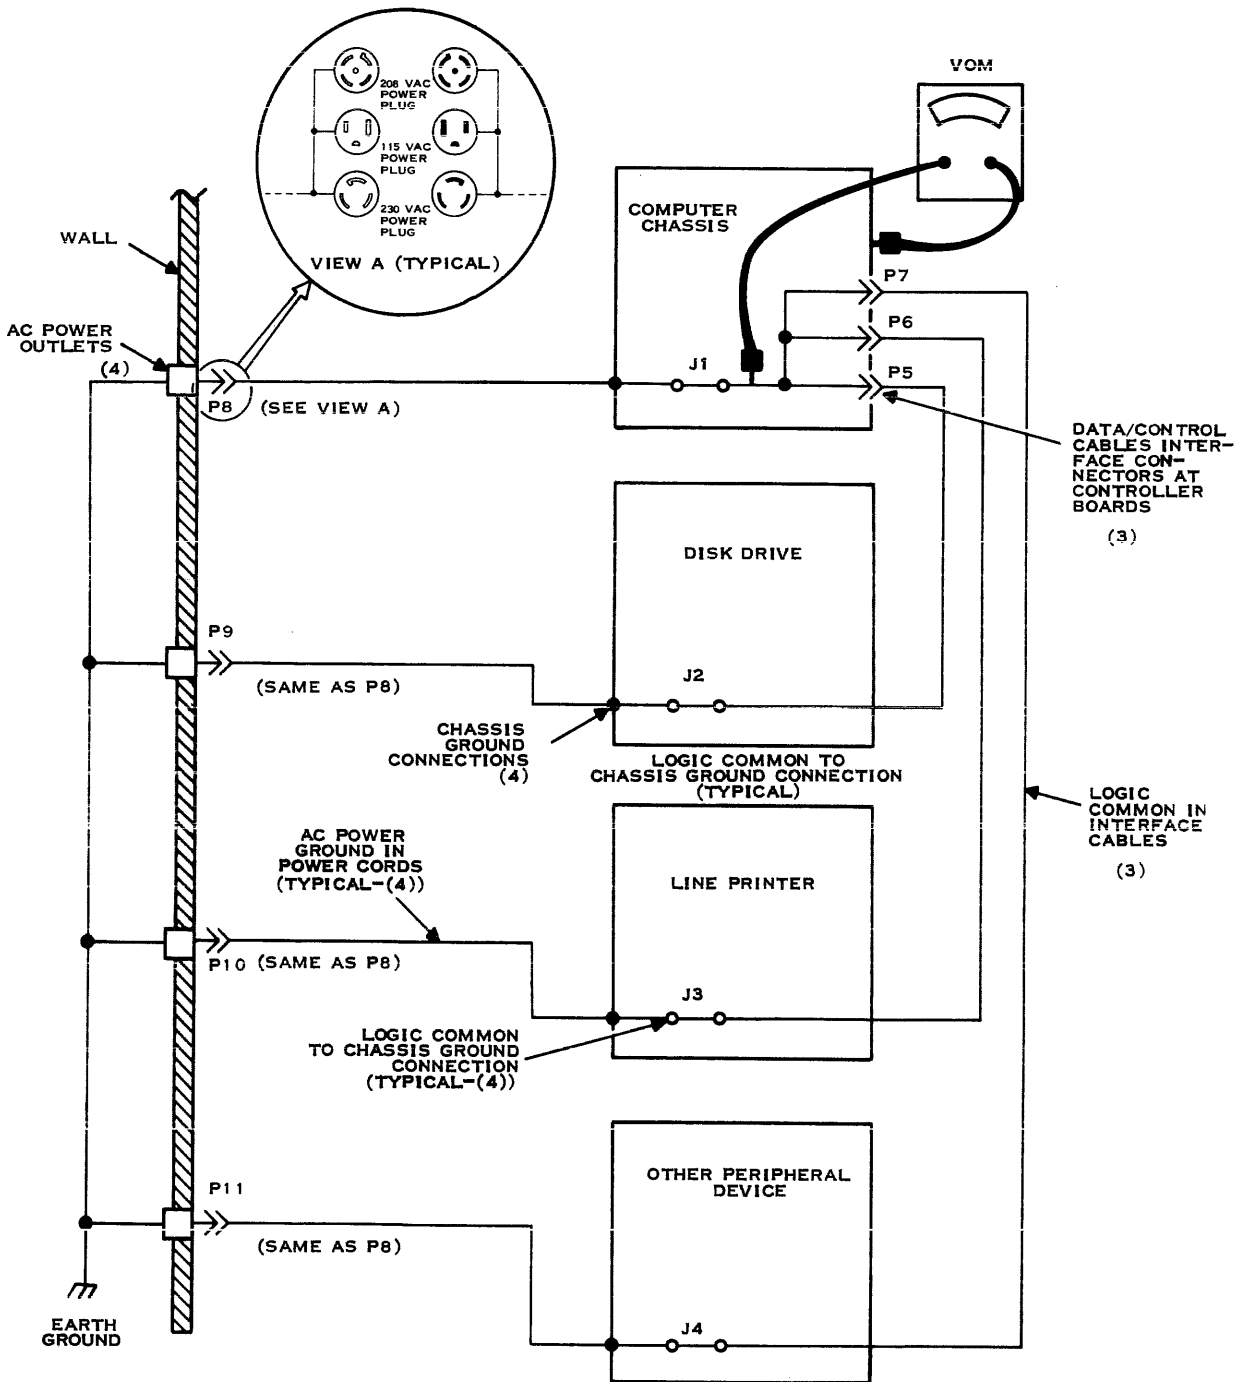 VOM
208 VAC
POWER
PLUG
115 VAC
POWER
PLUG
230 VAC
POWER
PLUG
VIEW A (TYPICAL)
WALL
AC POWER
OUTLETS
(4)
P8
(SEE VIEW A)
COMPUTER
CHASSIS
J1
P7
P6
P5
DATA/CONTROL
CABLES INTER-
FACE CON-
NECTORS AT
CONTROLLER
BOARDS
(3)
DISK DRIVE
P9
(SAME AS P8)
J2
CHASSIS
GROUND
CONNECTIONS
(4)
LOGIC COMMON TO
CHASSIS GROUND CONNECTION
(TYPICAL)
LOGIC
COMMON IN
INTERFACE
CABLES
(3)
AC POWER
GROUND IN
POWER CORDS
(TYPICAL-(4))
LINE PRINTER
P10 (SAME AS P8)
J3
LOGIC COMMON
TO CHASSIS GROUND
CONNECTION
(TYPICAL-(4))
OTHER PERIPHERAL
DEVICE
P11
(SAME AS P8)
J4
EARTH
GROUND